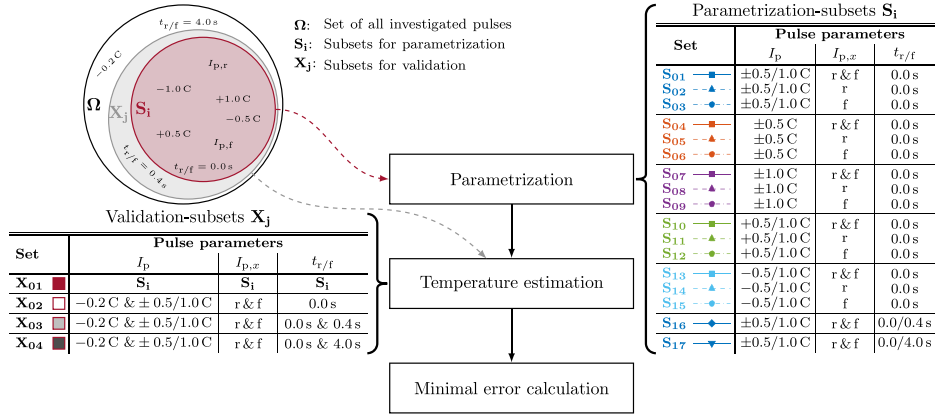 Ω: Set of all investigated pulses
S_i: Subsets for parametrization
X_j: Subsets for validation
t_r/f = 4.0 s
−0.2 C
Ω
X_j
S_i
I_p,r
−1.0 C
+1.0 C
−0.5 C
+0.5 C
I_p,f
t_r/f = 0.0 s
t_r/f = 0.4 s
Parametrization
Temperature estimation
Minimal error calculation
Validation-subsets X_j
Set Pulse parameters
I_p I_p,x t_r/f
X_01 S_i S_i S_i
X_02 −0.2 C & ± 0.5/1.0 C r & f 0.0 s
X_03 −0.2 C & ± 0.5/1.0 C r & f 0.0 s & 0.4 s
X_04 −0.2 C & ± 0.5/1.0 C r & f 0.0 s & 4.0 s
Parametrization-subsets S_i
Set Pulse parameters
I_p I_p,x t_r/f
S_01 ±0.5/1.0 C r & f 0.0 s
S_02 ±0.5/1.0 C r 0.0 s
S_03 ±0.5/1.0 C f 0.0 s
S_04 ±0.5 C r & f 0.0 s
S_05 ±0.5 C r 0.0 s
S_06 ±0.5 C f 0.0 s
S_07 ±1.0 C r & f 0.0 s
S_08 ±1.0 C r 0.0 s
S_09 ±1.0 C f 0.0 s
S_10 +0.5/1.0 C r & f 0.0 s
S_11 +0.5/1.0 C r 0.0 s
S_12 +0.5/1.0 C f 0.0 s
S_13 −0.5/1.0 C r & f 0.0 s
S_14 −0.5/1.0 C r 0.0 s
S_15 −0.5/1.0 C f 0.0 s
S_16 ±0.5/1.0 C r & f 0.0/0.4 s
S_17 ±0.5/1.0 C r & f 0.0/4.0 s